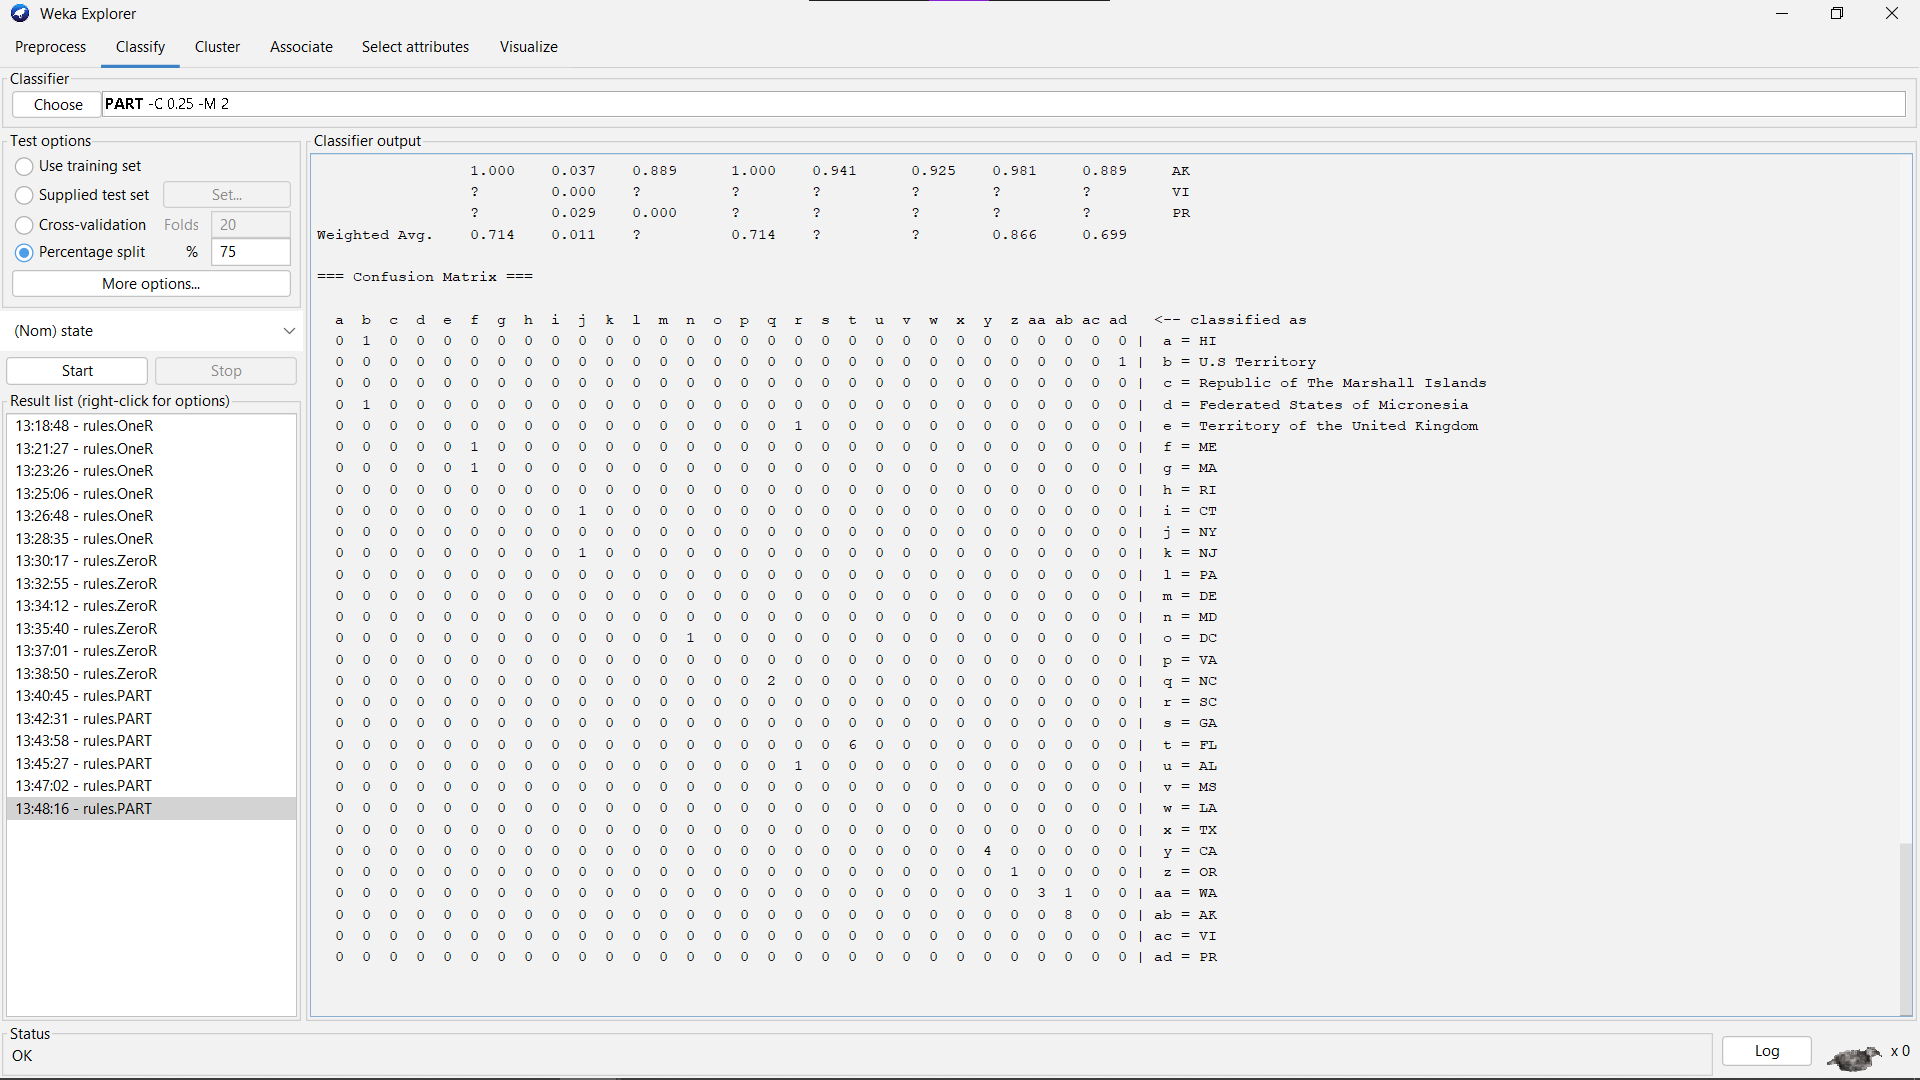 Weka Explorer
Preprocess Classify Cluster Associate Select attributes Visualize
Classifier
Choose PART -C 0.25 -M 2
Test options
Use training set
Supplied test set Set...
Cross-validation Folds 20
Percentage split % 75
More options...
(Nom) state
Start Stop
Result list (right-click for options)
13:18:48 - rules.OneR
13:21:27 - rules.OneR
13:23:26 - rules.OneR
13:25:06 - rules.OneR
13:26:48 - rules.OneR
13:28:35 - rules.OneR
13:30:17 - rules.ZeroR
13:32:55 - rules.ZeroR
13:34:12 - rules.ZeroR
13:35:40 - rules.ZeroR
13:37:01 - rules.ZeroR
13:38:50 - rules.ZeroR
13:40:45 - rules.PART
13:42:31 - rules.PART
13:43:58 - rules.PART
13:45:27 - rules.PART
13:47:02 - rules.PART
13:48:16 - rules.PART
Classifier output
1.000 0.037 0.889 1.000 0.941 0.925 0.981 0.889 AK
? 0.000 ? ? ? ? ? ? VI
? 0.029 0.000 ? ? ? ? ? PR
Weighted Avg. 0.714 0.011 ? 0.714 ? ? 0.866 0.699
=== Confusion Matrix ===
a b c d e f g h i j k l m n o p q r s t u v w x y z aa ab ac ad <-- classified as
0 1 0 0 0 0 0 0 0 0 0 0 0 0 0 0 0 0 0 0 0 0 0 0 0 0 0 0 0 0 | a = HI
0 0 0 0 0 0 0 0 0 0 0 0 0 0 0 0 0 0 0 0 0 0 0 0 0 0 0 0 0 1 | b = U.S Territory
0 0 0 0 0 0 0 0 0 0 0 0 0 0 0 0 0 0 0 0 0 0 0 0 0 0 0 0 0 0 | c = Republic of The Marshall Islands
0 1 0 0 0 0 0 0 0 0 0 0 0 0 0 0 0 0 0 0 0 0 0 0 0 0 0 0 0 0 | d = Federated States of Micronesia
0 0 0 0 0 0 0 0 0 0 0 0 0 0 0 0 0 1 0 0 0 0 0 0 0 0 0 0 0 0 | e = Territory of the United Kingdom
0 0 0 0 0 1 0 0 0 0 0 0 0 0 0 0 0 0 0 0 0 0 0 0 0 0 0 0 0 0 | f = ME
0 0 0 0 0 1 0 0 0 0 0 0 0 0 0 0 0 0 0 0 0 0 0 0 0 0 0 0 0 0 | g = MA
0 0 0 0 0 0 0 0 0 0 0 0 0 0 0 0 0 0 0 0 0 0 0 0 0 0 0 0 0 0 | h = RI
0 0 0 0 0 0 0 0 0 1 0 0 0 0 0 0 0 0 0 0 0 0 0 0 0 0 0 0 0 0 | i = CT
0 0 0 0 0 0 0 0 0 0 0 0 0 0 0 0 0 0 0 0 0 0 0 0 0 0 0 0 0 0 | j = NY
0 0 0 0 0 0 0 0 0 1 0 0 0 0 0 0 0 0 0 0 0 0 0 0 0 0 0 0 0 0 | k = NJ
0 0 0 0 0 0 0 0 0 0 0 0 0 0 0 0 0 0 0 0 0 0 0 0 0 0 0 0 0 0 | l = PA
0 0 0 0 0 0 0 0 0 0 0 0 0 0 0 0 0 0 0 0 0 0 0 0 0 0 0 0 0 0 | m = DE
0 0 0 0 0 0 0 0 0 0 0 0 0 0 0 0 0 0 0 0 0 0 0 0 0 0 0 0 0 0 | n = MD
0 0 0 0 0 0 0 0 0 0 0 0 0 1 0 0 0 0 0 0 0 0 0 0 0 0 0 0 0 0 | o = DC
0 0 0 0 0 0 0 0 0 0 0 0 0 0 0 0 0 0 0 0 0 0 0 0 0 0 0 0 0 0 | p = VA
0 0 0 0 0 0 0 0 0 0 0 0 0 0 0 0 2 0 0 0 0 0 0 0 0 0 0 0 0 0 | q = NC
0 0 0 0 0 0 0 0 0 0 0 0 0 0 0 0 0 0 0 0 0 0 0 0 0 0 0 0 0 0 | r = SC
0 0 0 0 0 0 0 0 0 0 0 0 0 0 0 0 0 0 0 0 0 0 0 0 0 0 0 0 0 0 | s = GA
0 0 0 0 0 0 0 0 0 0 0 0 0 0 0 0 0 0 0 6 0 0 0 0 0 0 0 0 0 0 | t = FL
0 0 0 0 0 0 0 0 0 0 0 0 0 0 0 0 0 1 0 0 0 0 0 0 0 0 0 0 0 0 | u = AL
0 0 0 0 0 0 0 0 0 0 0 0 0 0 0 0 0 0 0 0 0 0 0 0 0 0 0 0 0 0 | v = MS
0 0 0 0 0 0 0 0 0 0 0 0 0 0 0 0 0 0 0 0 0 0 0 0 0 0 0 0 0 0 | w = LA
0 0 0 0 0 0 0 0 0 0 0 0 0 0 0 0 0 0 0 0 0 0 0 0 0 0 0 0 0 0 | x = TX
0 0 0 0 0 0 0 0 0 0 0 0 0 0 0 0 0 0 0 0 0 0 0 0 4 0 0 0 0 0 | y = CA
0 0 0 0 0 0 0 0 0 0 0 0 0 0 0 0 0 0 0 0 0 0 0 0 0 1 0 0 0 0 | z = OR
0 0 0 0 0 0 0 0 0 0 0 0 0 0 0 0 0 0 0 0 0 0 0 0 0 0 3 1 0 0 | aa = WA
0 0 0 0 0 0 0 0 0 0 0 0 0 0 0 0 0 0 0 0 0 0 0 0 0 0 0 8 0 0 | ab = AK
0 0 0 0 0 0 0 0 0 0 0 0 0 0 0 0 0 0 0 0 0 0 0 0 0 0 0 0 0 0 | ac = VI
0 0 0 0 0 0 0 0 0 0 0 0 0 0 0 0 0 0 0 0 0 0 0 0 0 0 0 0 0 0 | ad = PR
Status
OK
Log x 0